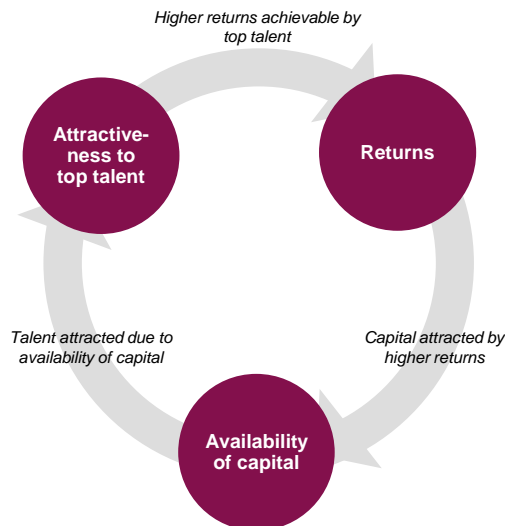 Higher returns achievable by
top talent
Attractive-
ness to
top talent
Returns
Talent attracted due to
availability of capital
Capital attracted by
higher returns
Availability
of capital